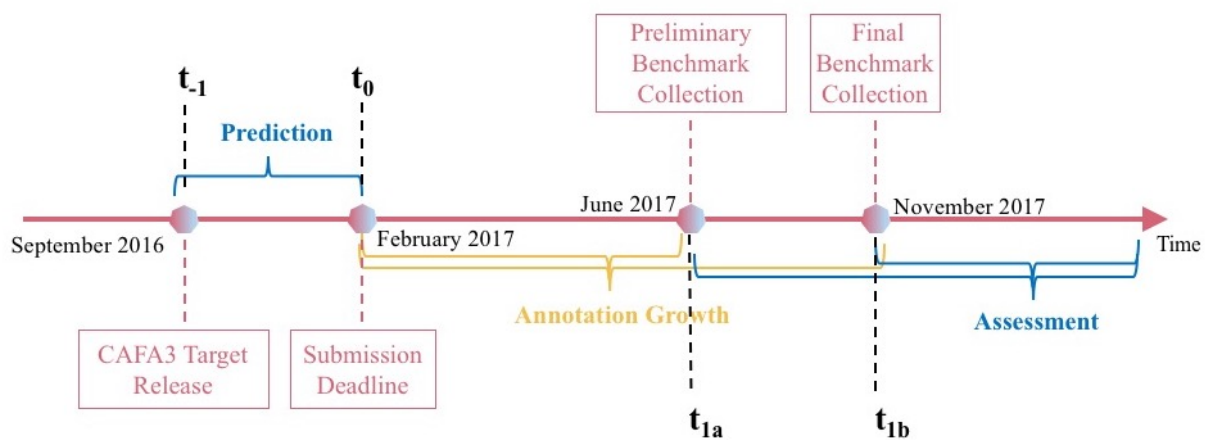 Preliminary
Benchmark
Collection
Final
Benchmark
Collection
t-1
t0
Prediction
June 2017
November 2017
September 2016
February 2017
Time
Annotation Growth
Assessment
CAFA3 Target
Release
Submission
Deadline
t1a
t1b